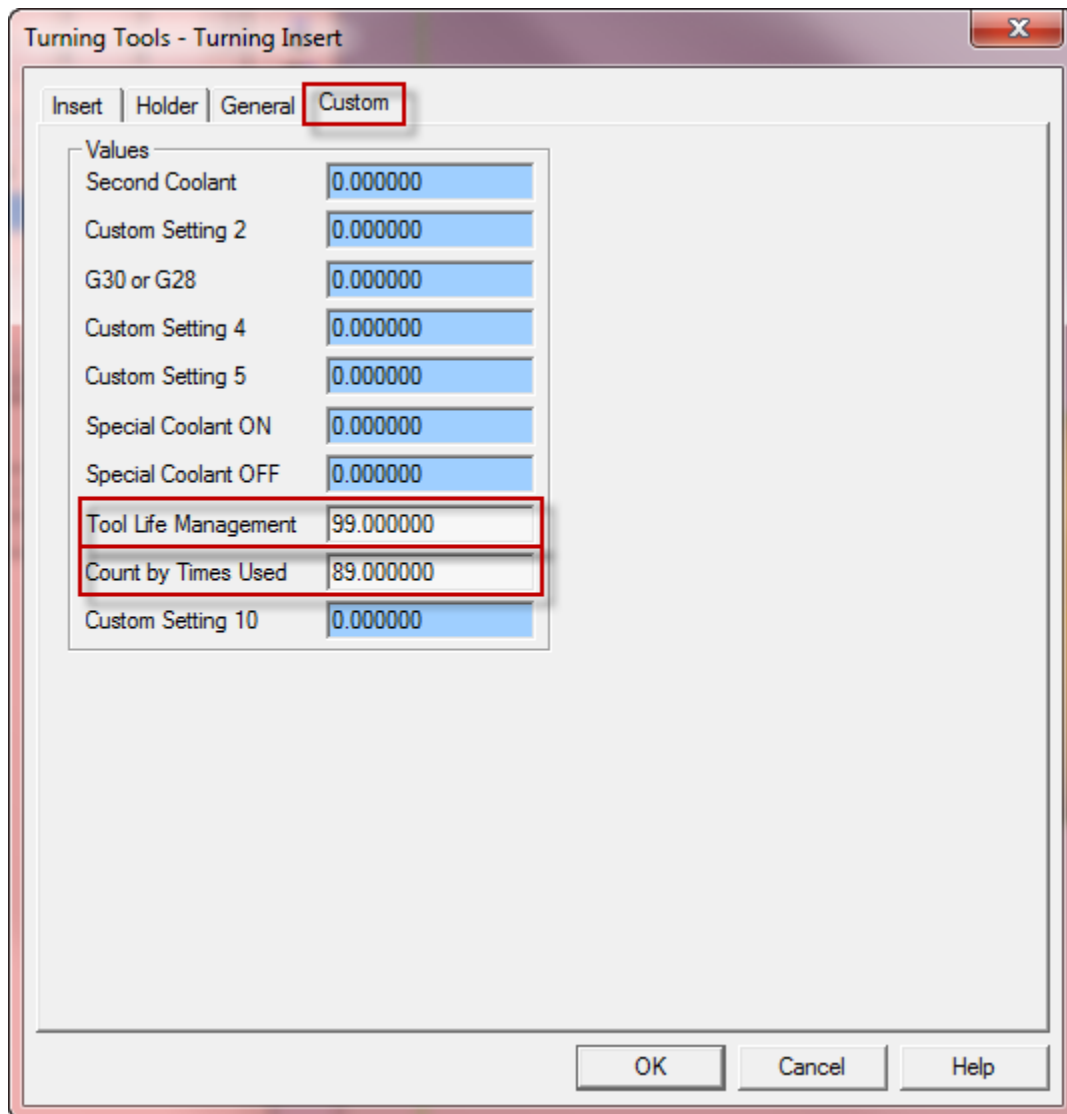 Turning Tools - Turning Insert
Insert Holder General Custom
Values
Second Coolant 0.000000
Custom Setting 2 0.000000
G30 or G28 0.000000
Custom Setting 4 0.000000
Custom Setting 5 0.000000
Special Coolant ON 0.000000
Special Coolant OFF 0.000000
Tool Life Management 99.000000
Count by Times Used 89.000000
Custom Setting 10 0.000000
OK Cancel Help